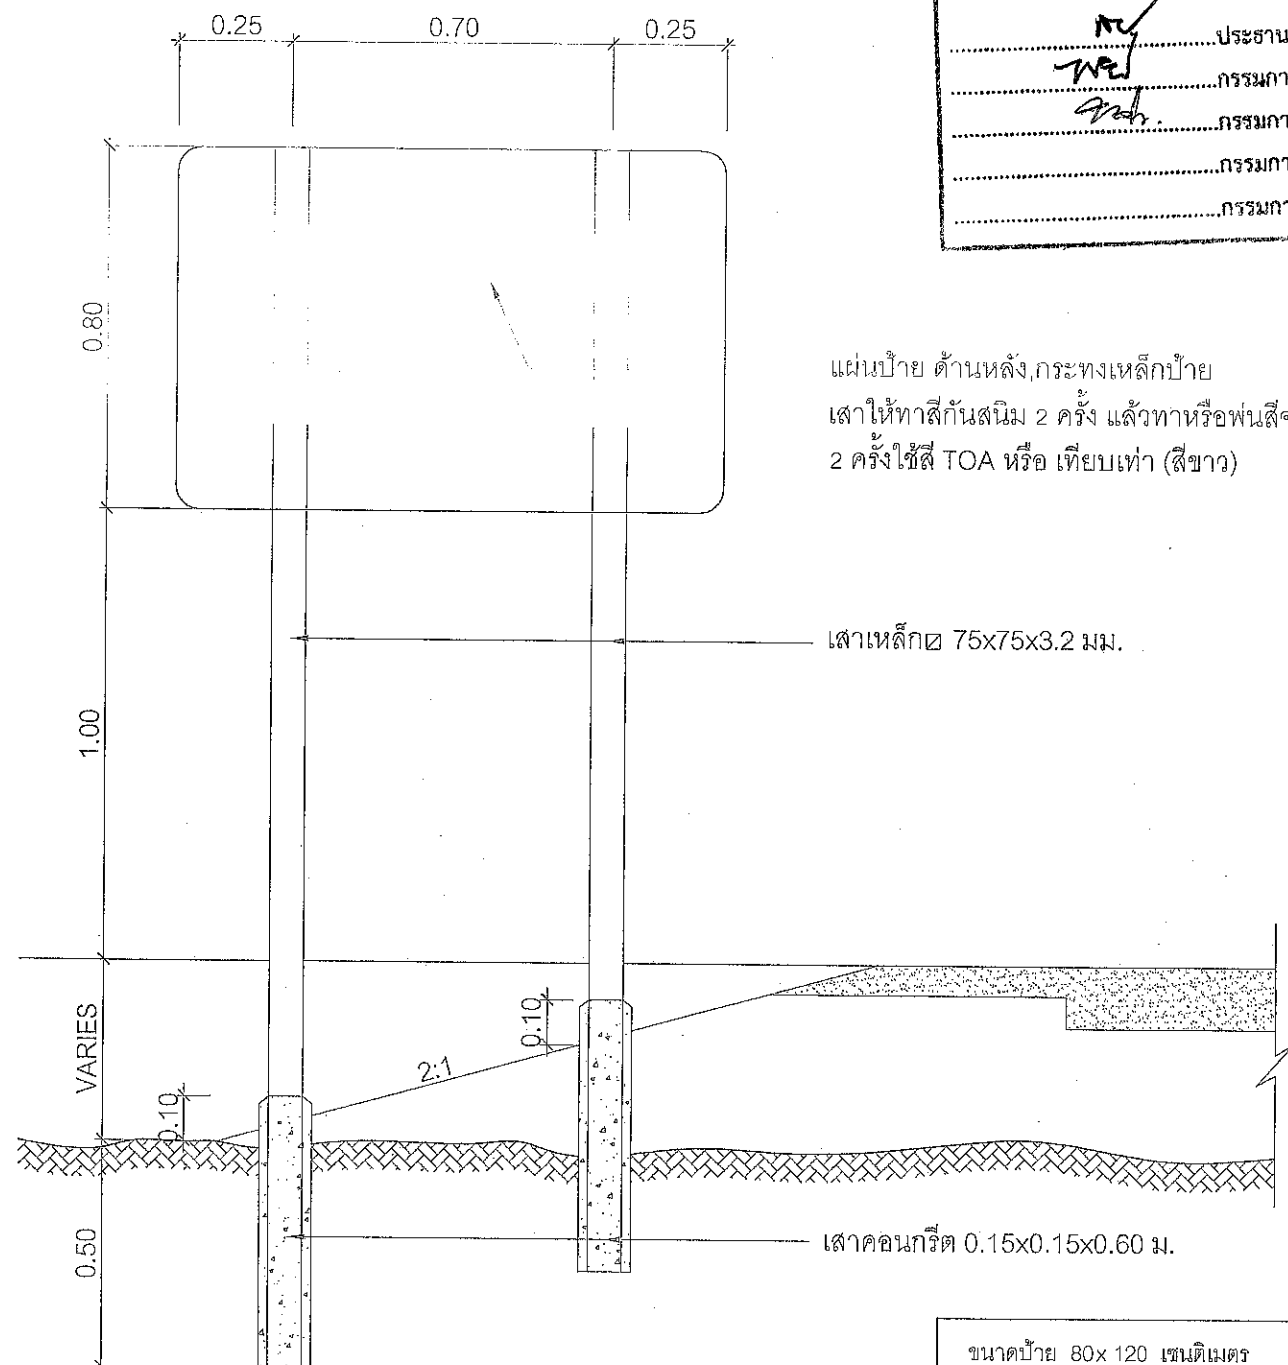 0.25 0.70 0.25
ประธาน
กรรมกา
กรรมกา
กรรมกา
กรรมกา
0.80
แผ่นป้าย ด้านหลัง,กระทงเหล็กป้าย
เสาให้ทาสีกันสนิม 2 ครั้ง แล้วทาหรือพ่นสีจ
2 ครั้งใช้สี TOA หรือ เทียบเท่า (สีขาว)
เสาเหล็ก 75x75x3.2 มม.
1.00
VARIES
0.10
2:1
0.10
0.50
เสาคอนกรีต 0.15x0.15x0.60 ม.
ขนาดป้าย 80x 120 เซนติเมตร